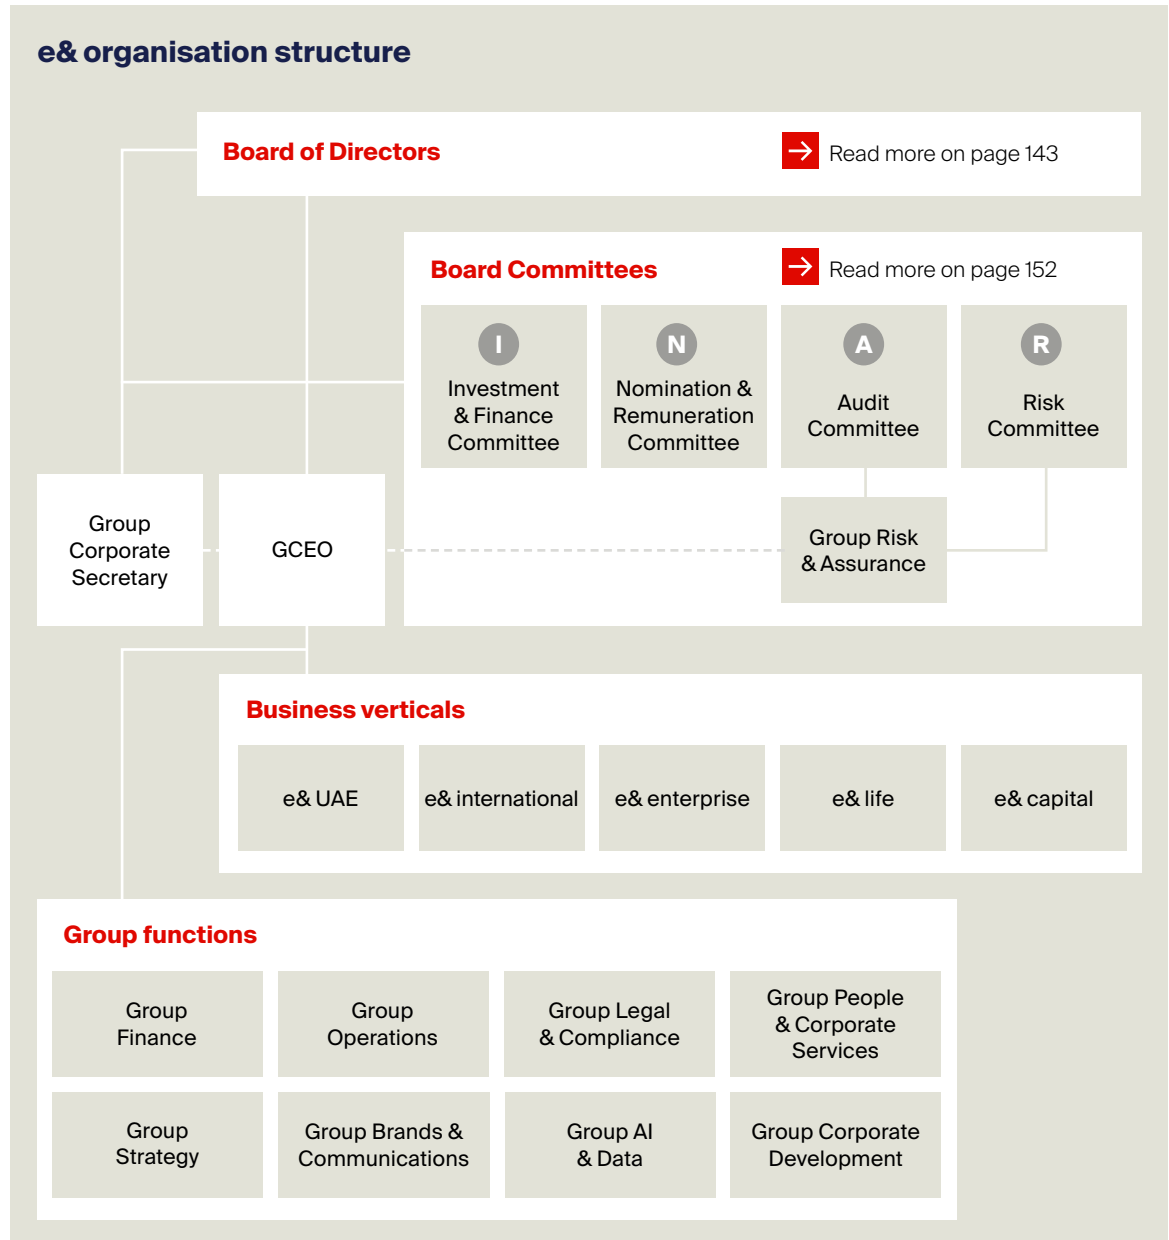 e& organisation structure
Board of Directors
→ Read more on page 143
Board Committees
→ Read more on page 152
I
Investment
& Finance
Committee
N
Nomination &
Remuneration
Committee
A
Audit
Committee
R
Risk
Committee
Group
Corporate
Secretary
GCEO
Group Risk
& Assurance
Business verticals
e& UAE
e& international
e& enterprise
e& life
e& capital
Group functions
Group
Finance
Group
Operations
Group Legal
& Compliance
Group People
& Corporate
Services
Group
Strategy
Group Brands &
Communications
Group AI
& Data
Group Corporate
Development